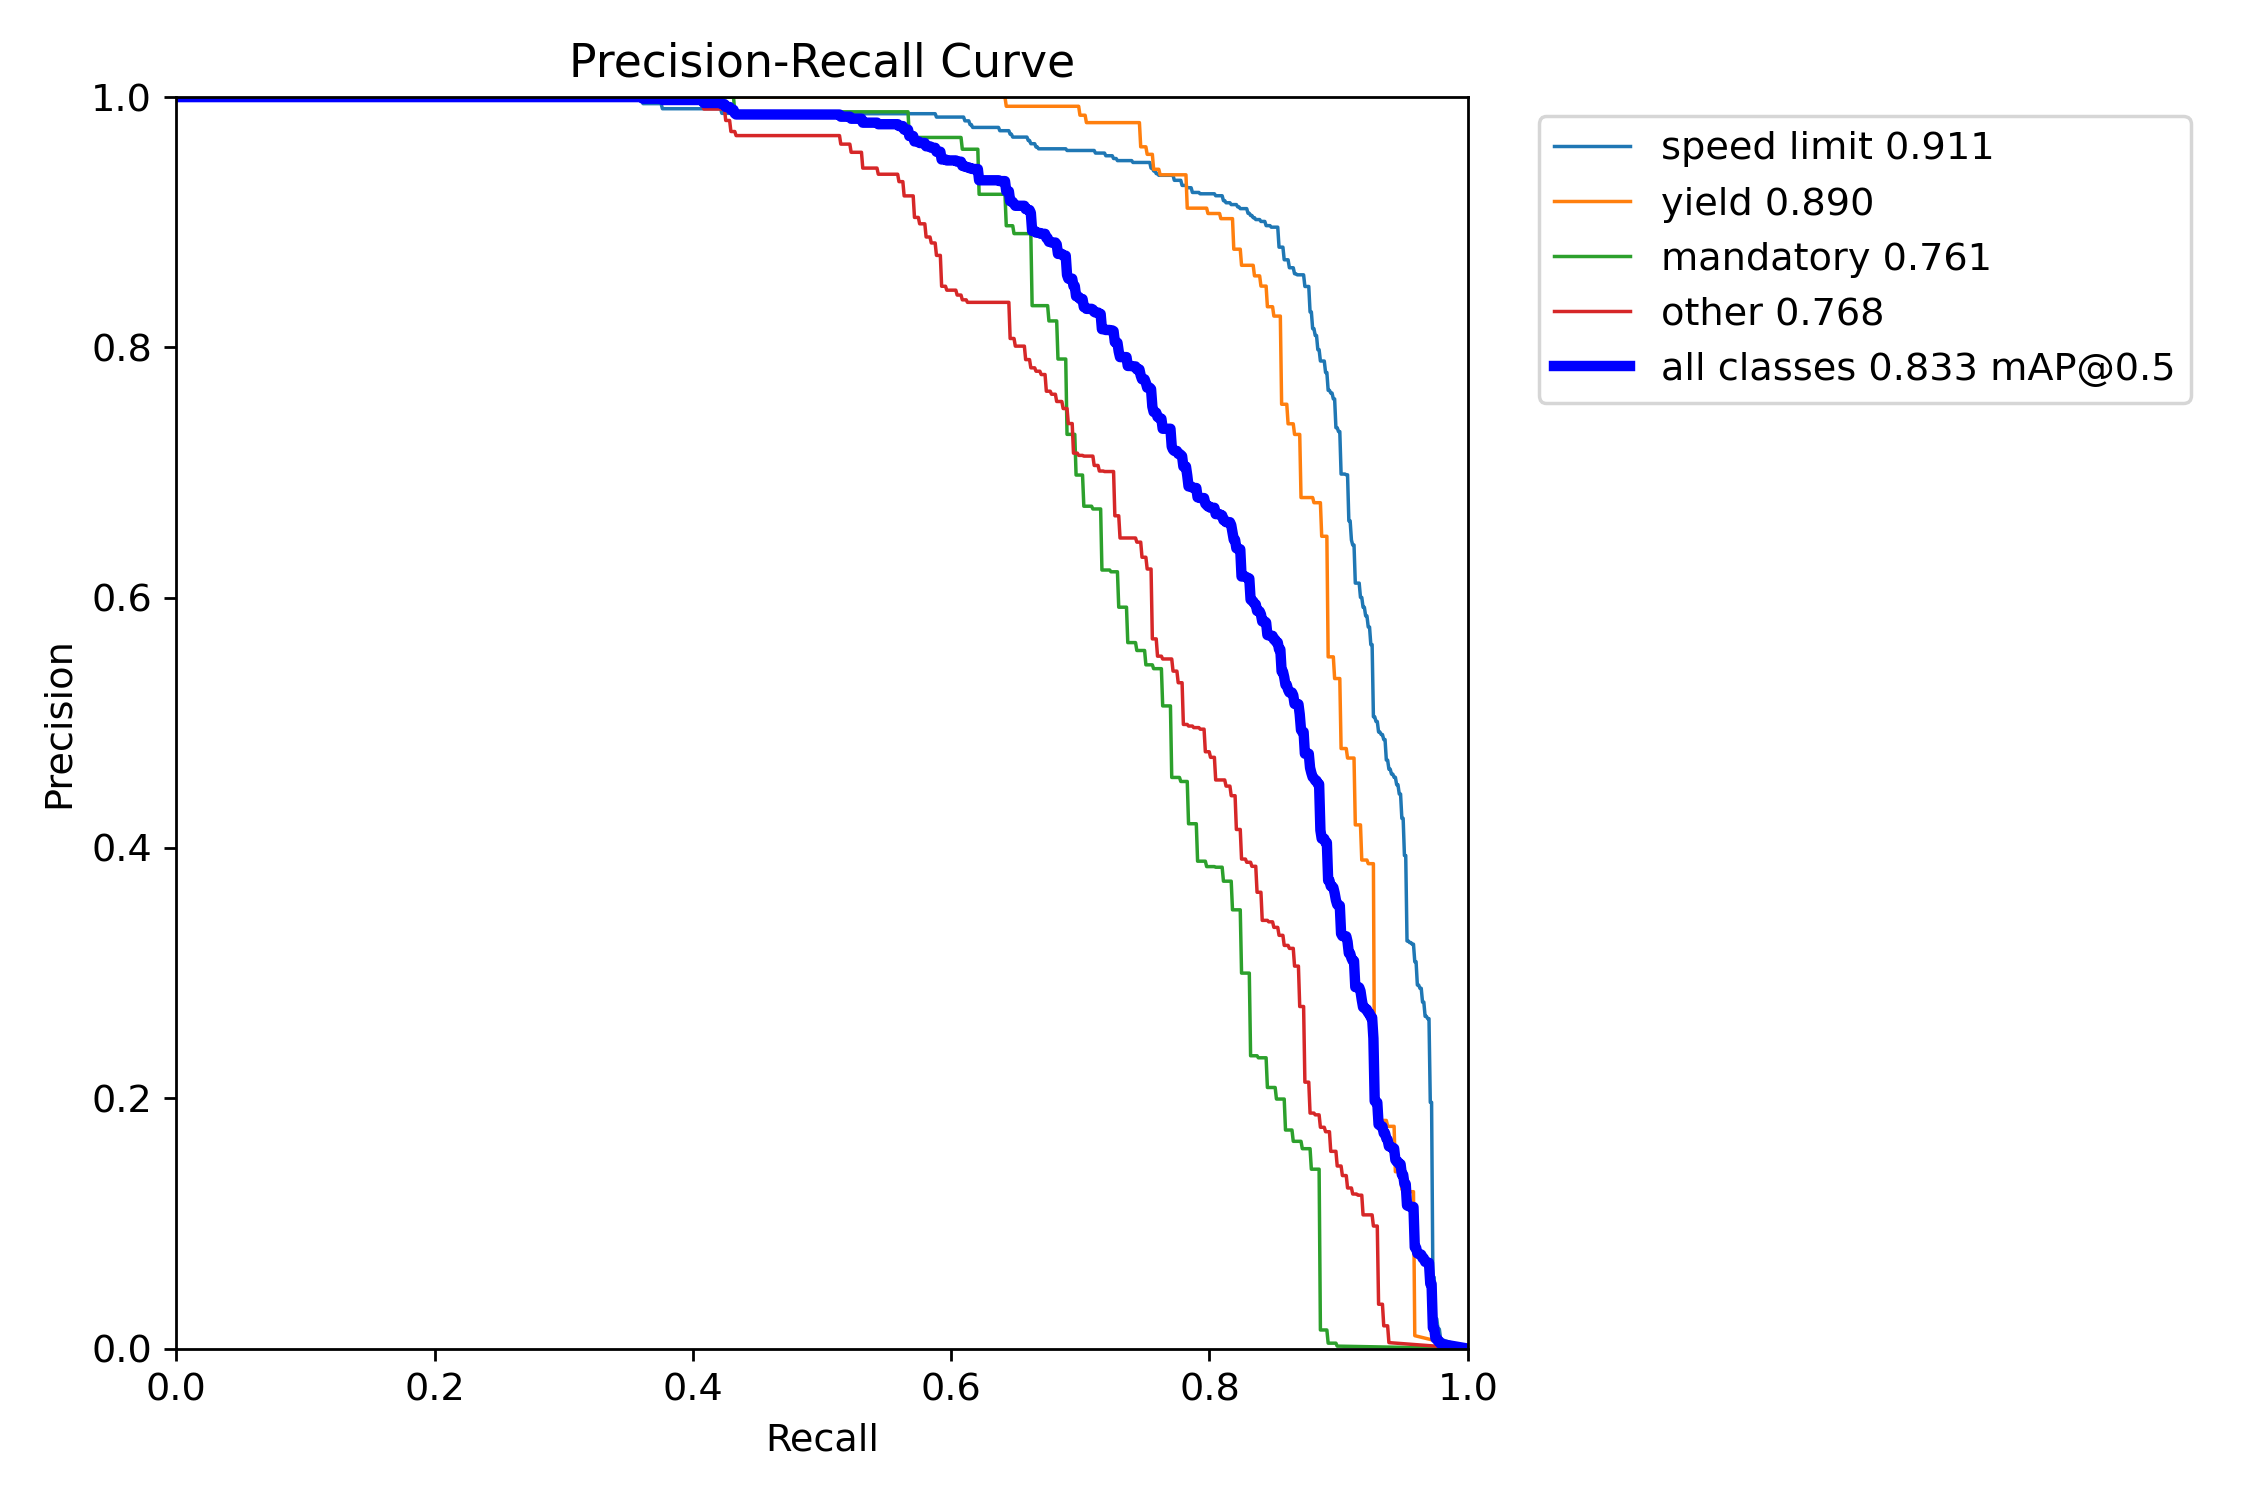 Precision-Recall Curve
1.0
0.8
0.6
0.4
0.2
0.0
Precision
0.0 0.2 0.4 0.6 0.8 1.0
Recall
speed limit 0.911
yield 0.890
mandatory 0.761
other 0.768
all classes 0.833 mAP@0.5